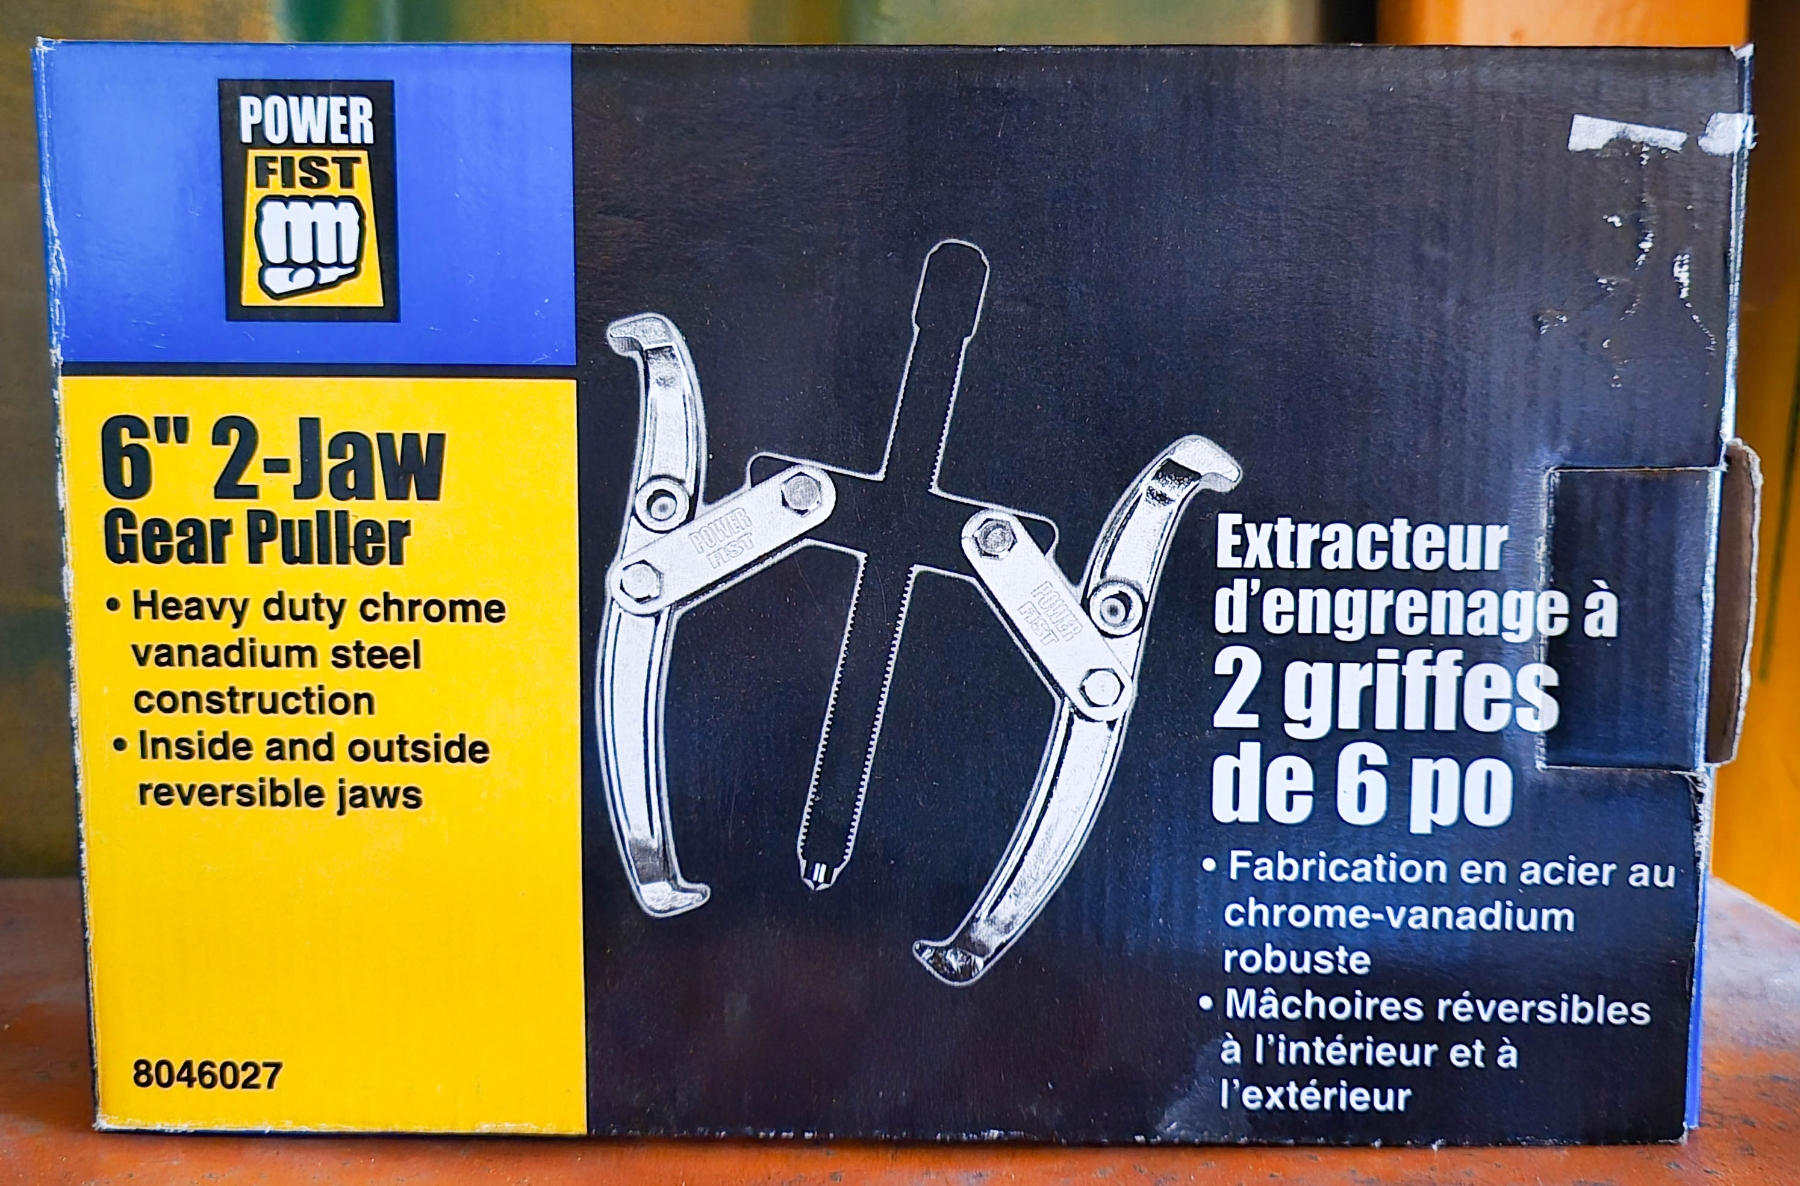 POWER
FIST
6" 2-Jaw
Gear Puller
• Heavy duty chrome
vanadium steel
construction
• Inside and outside
reversible jaws
8046027
POWER
FIST
POWER
FIST
Extracteur
d'engrenage à
2 griffes
de 6 po
• Fabrication en acier au
chrome-vanadium
robuste
• Mâchoires réversibles
à l'intérieur et à
l'extérieur